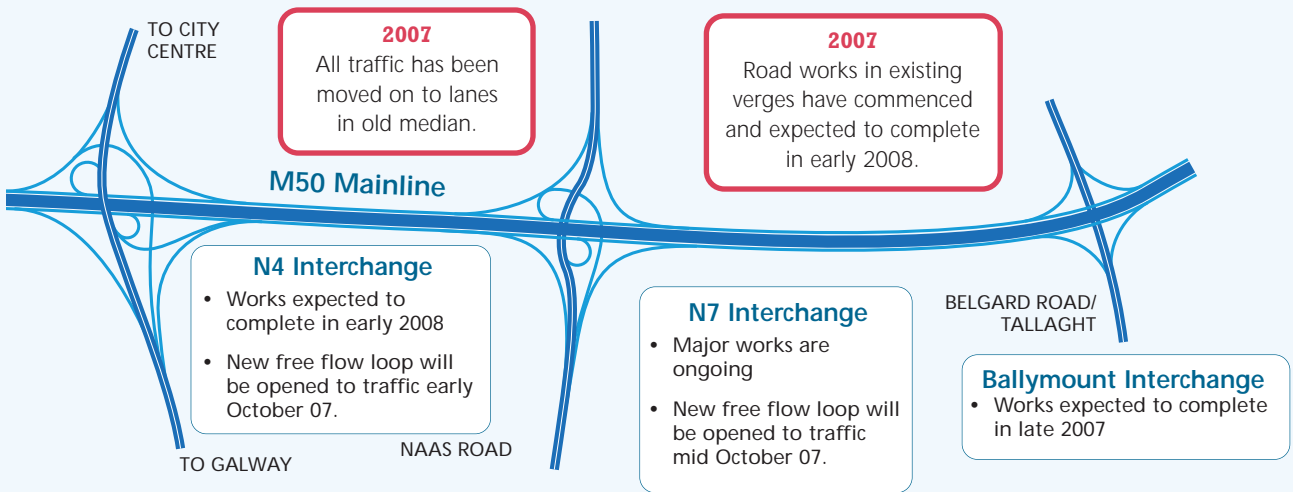 TO CITY
CENTRE
2007
All traffic has been
moved on to lanes
in old median.
2007
Road works in existing
verges have commenced
and expected to complete
in early 2008.
M50 Mainline
N4 Interchange
• Works expected to
complete in early 2008
• New free flow loop will
be opened to traffic early
October 07.
TO GALWAY
NAAS ROAD
N7 Interchange
• Major works are
ongoing
• New free flow loop will
be opened to traffic
mid October 07.
BELGARD ROAD/
TALLAGHT
Ballymount Interchange
• Works expected to complete
in late 2007